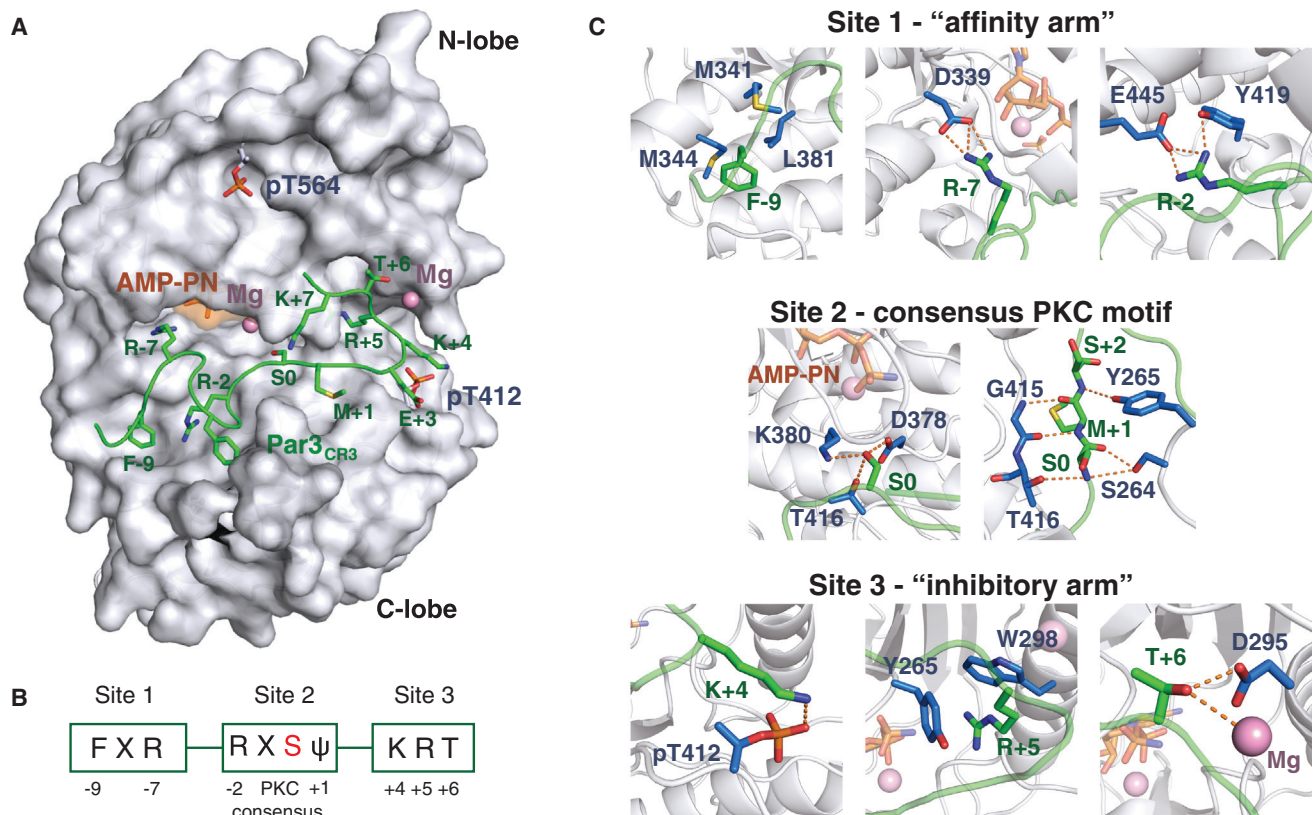 A
N-lobe
pT564
AMP-PN
Mg
T+6
Mg
K+7
R-7
R+5
K+4
R-2
S0
pT412
M+1
E+3
F-9
Par3CR3
C-lobe
B
Site 1
Site 2
Site 3
F X R
R X S ψ
K R T
-9
-7
-2
PKC
+1
+4 +5 +6
consensus
C
Site 1 - “affinity arm”
M341
M344
L381
F-9
D339
R-7
E445
Y419
R-2
Site 2 - consensus PKC motif
AMP-PN
K380
D378
S0
T416
S+2
G415
Y265
M+1
S0
S264
T416
Site 3 - “inhibitory arm”
K+4
pT412
W298
Y265
R+5
T+6
D295
Mg